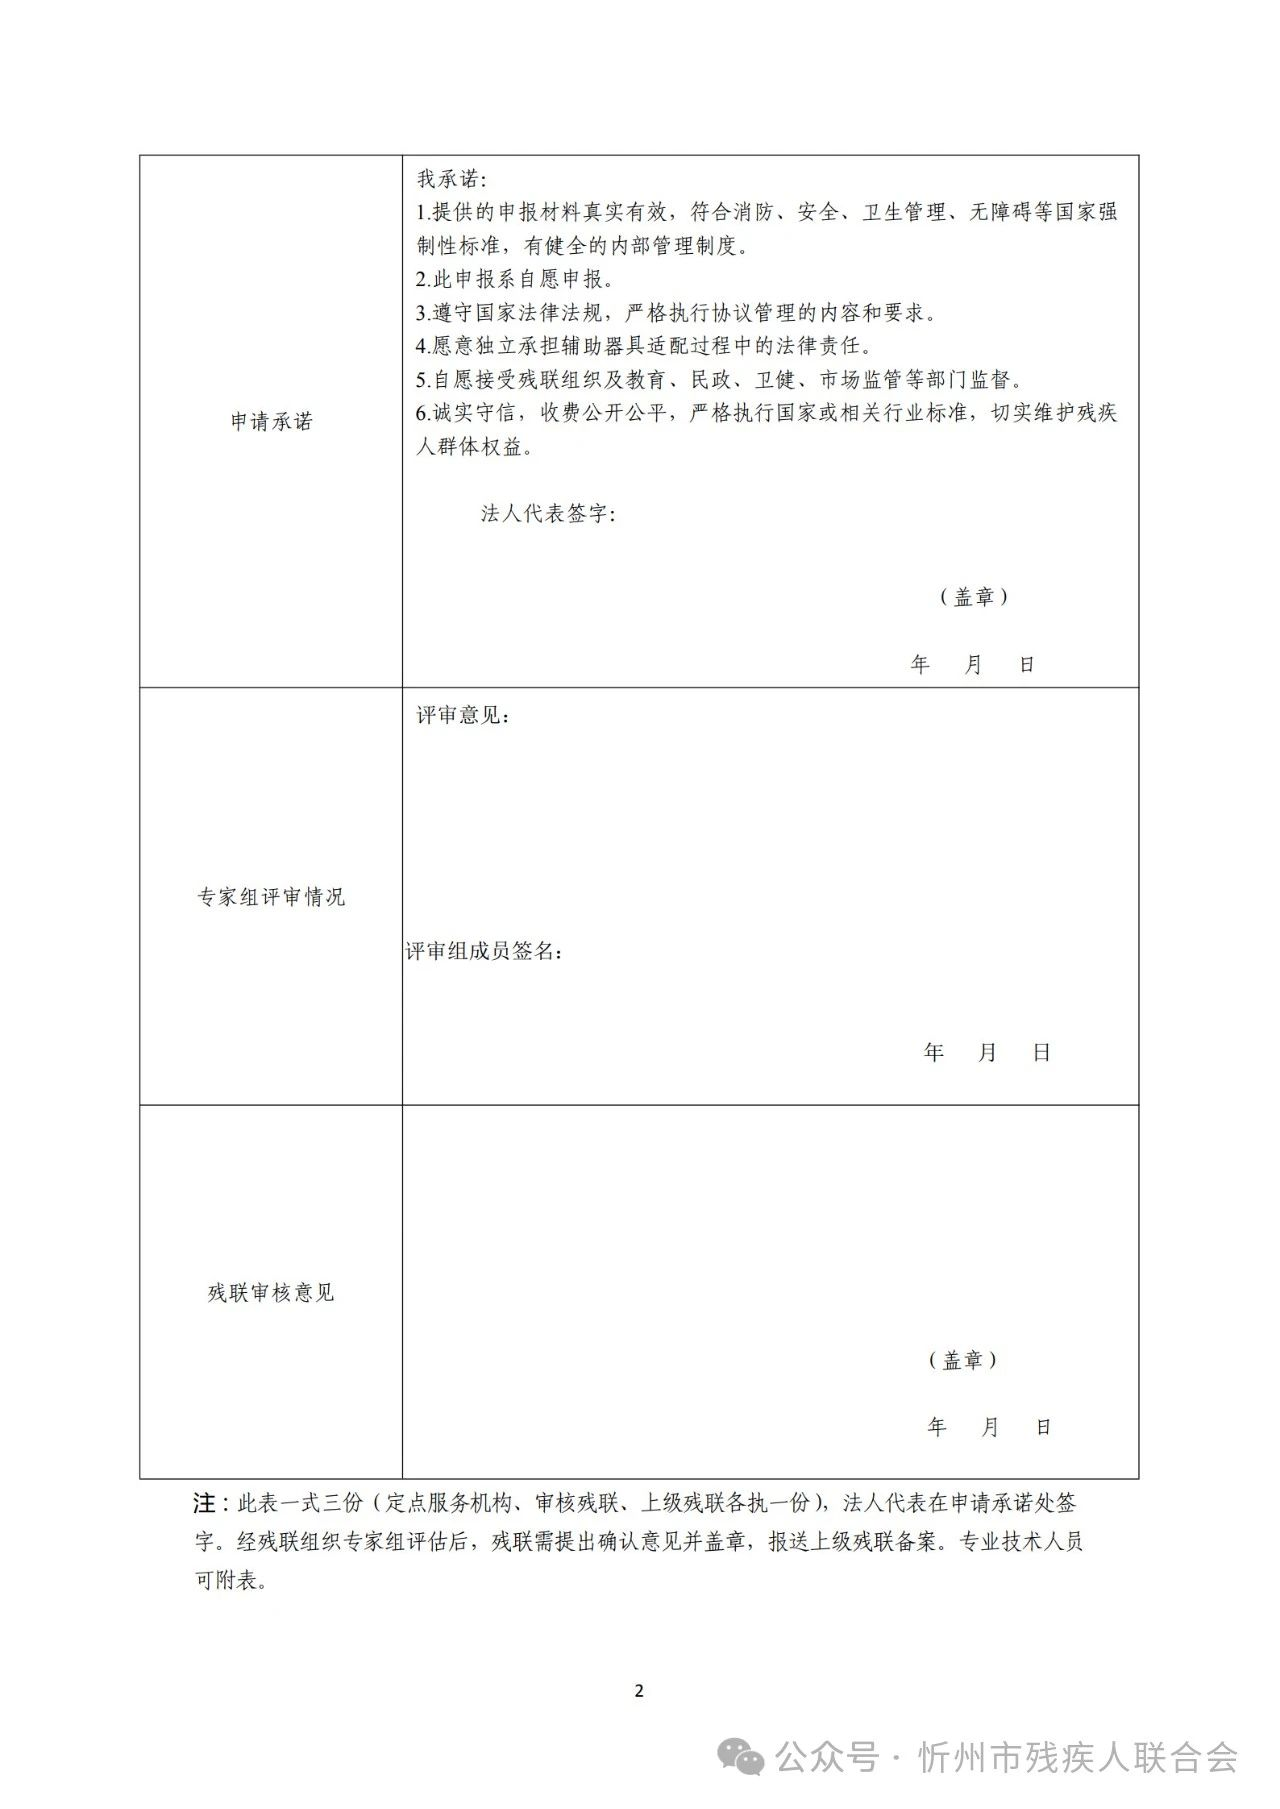 我承诺：
1.提供的申报材料真实有效，符合消防、安全、卫生管理、无障碍等国家强
制性标准，有健全的内部管理制度。
2.此申报系自愿申报。
3.遵守国家法律法规，严格执行协议管理的内容和要求。
4.愿意独立承担辅助器具适配过程中的法律责任。
5.自愿接受残联组织及教育、民政、卫健、市场监管等部门监督。
申请承诺
6.诚实守信，收费公开公平，严格执行国家或相关行业标准，切实维护残疾
人群体权益。
法人代表签字：
（盖章）
年 月 日
评审意见：
专家组评审情况
评审组成员签名：
年 月 日
残联审核意见
（盖章）
年 月 日
注：此表一式三份（定点服务机构、审核残联、上级残联各执一份），法人代表在申请承诺处签
字。经残联组织专家组评估后，残联需提出确认意见并盖章，报送上级残联备案。专业技术人员
可附表。
2
公众号·忻州市残疾人联合会